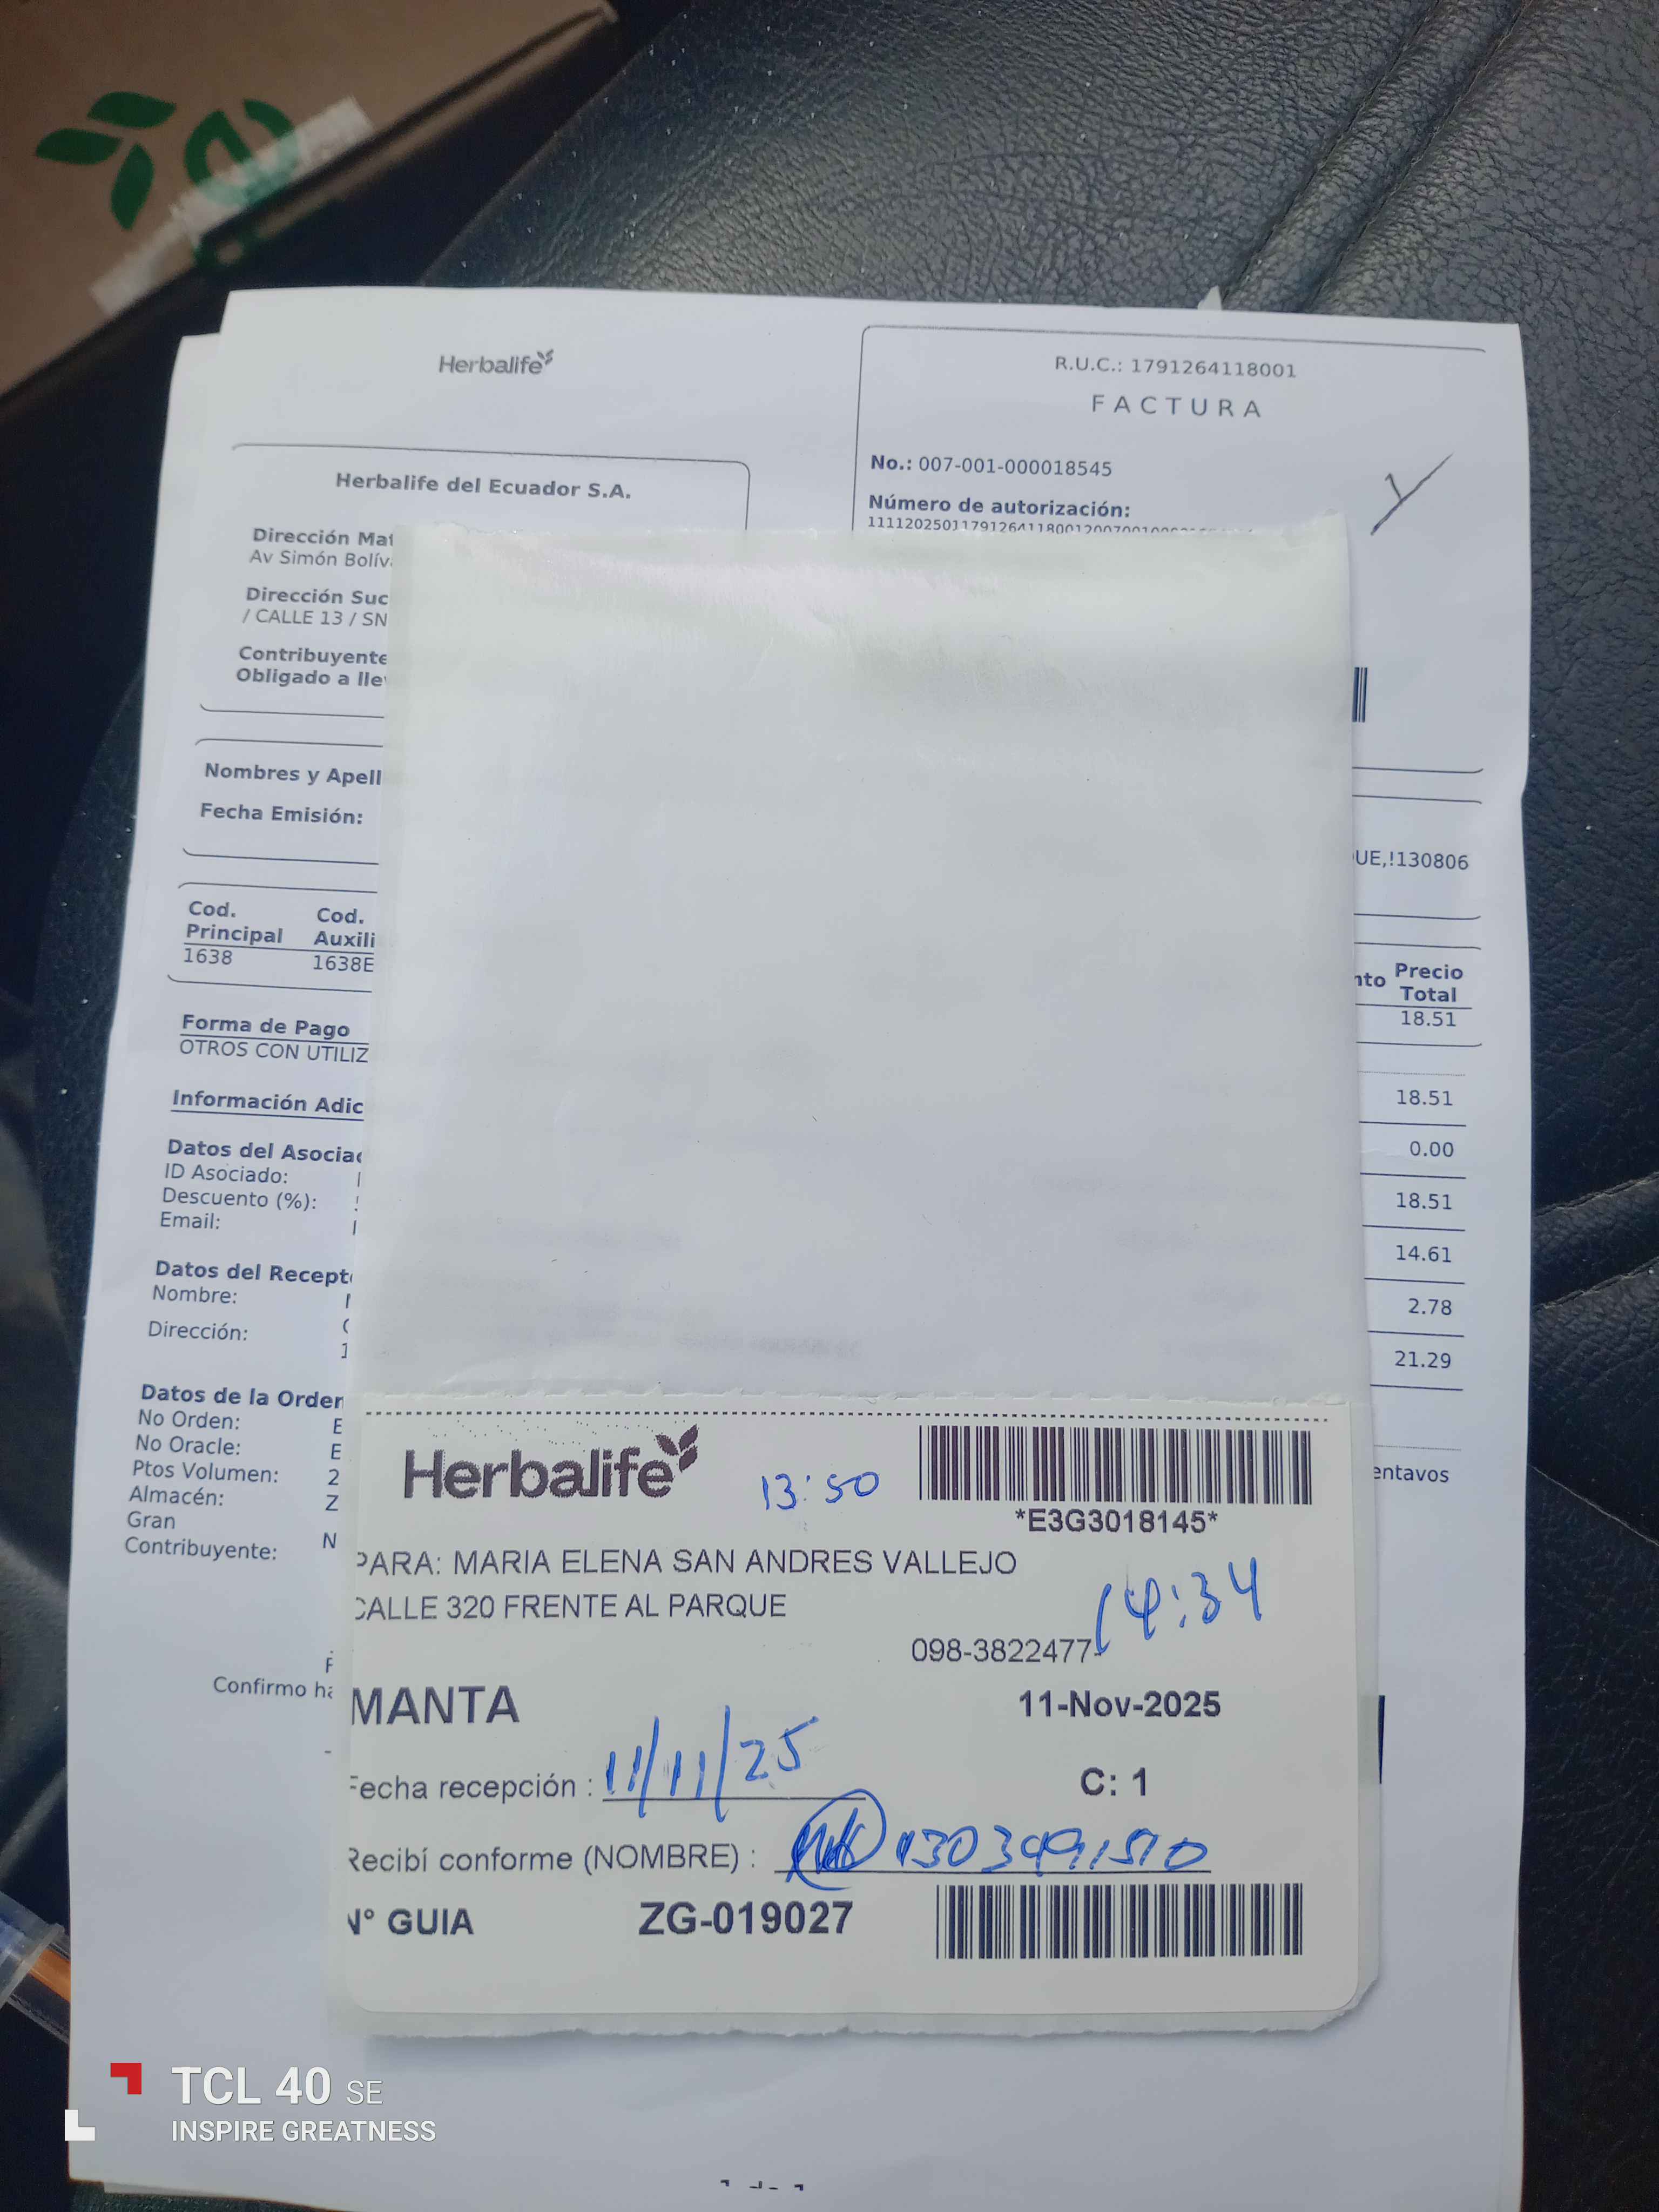 Herbalife
R.U.C.: 1791264118001
FACTURA
No.: 007-001-000018545
Número de autorización:
Herbalife del Ecuador S.A.
Dirección Mat
Av Simón Bolív
Dirección Suc
/ CALLE 13 / SN
Contribuyente
Obligado a lle
Nombres y Apell
Fecha Emisión:
UE,!130806
Cod. Principal
Cod. Auxili
nto
Precio Total
1638
1638E
18.51
Forma de Pago
OTROS CON UTILIZ
18.51
Información Adic
0.00
Datos del Asocia
ID Asociado:
Descuento (%):
18.51
Email:
14.61
Datos del Recept
Nombre:
2.78
Dirección:
21.29
Datos de la Orden
No Orden: E
No Oracle: E
Ptos Volumen: 2
entavos
Almacén: Z
Gran
Contribuyente: N
Confirmo ha
Herbalife
13:50
*E3G3018145*
PARA: MARIA ELENA SAN ANDRES VALLEJO
CALLE 320 FRENTE AL PARQUE
14:34
098-3822477-
MANTA
11-Nov-2025
Fecha recepción : 11/11/25
C: 1
Recibí conforme (NOMBRE) : 1303491510
N° GUIA ZG-019027
TCL 40 SE
INSPIRE GREATNESS